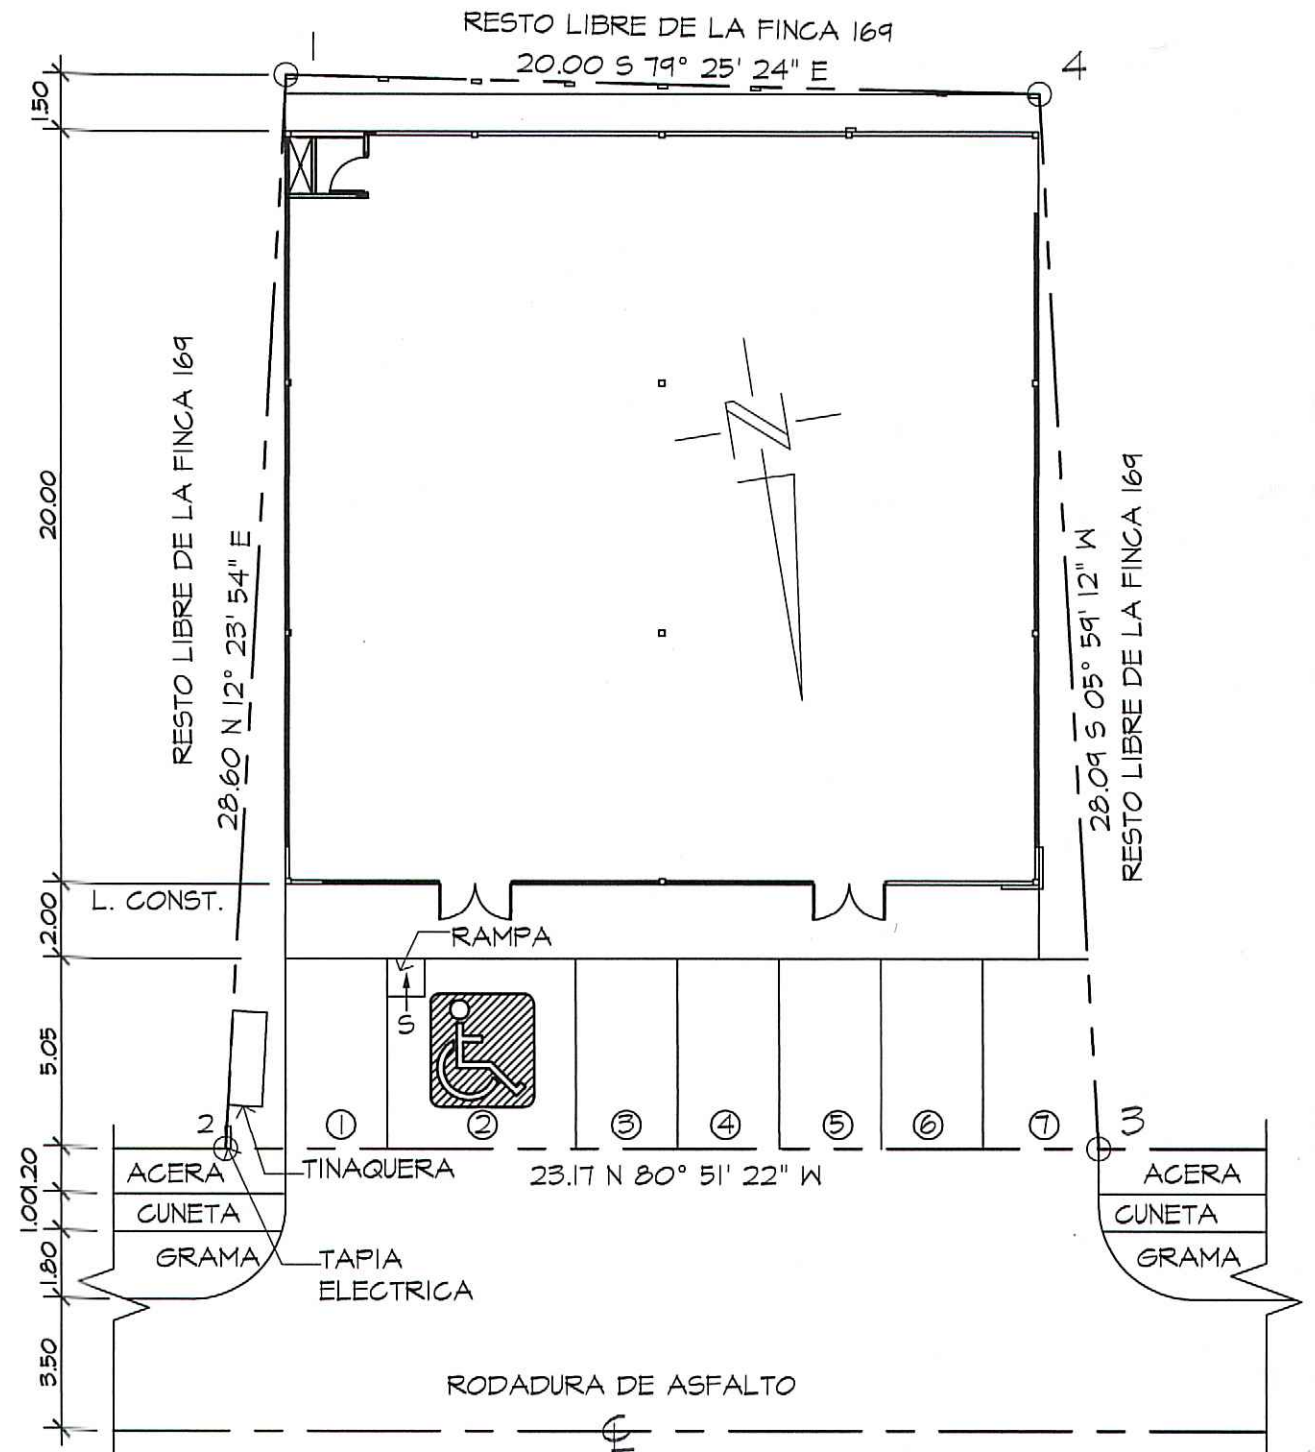 RESTO LIBRE DE LA FINCA 169
1
20.00 S 79° 25' 24" E
4
1.50
20.00
2.00
5.05
1.20
1.00
1.80
3.50
RESTO LIBRE DE LA FINCA 169
28.60 N 12° 23' 54" E
N
28.09 S 05° 59' 12" W
RESTO LIBRE DE LA FINCA 169
L. CONST.
RAMPA
S
2
1
2
3
4
5
6
7
3
ACERA
TINAQUERA
23.17 N 80° 51' 22" W
ACERA
CUNETA
CUNETA
GRAMA
TAPIA
ELECTRICA
GRAMA
RODADURA DE ASFALTO
℄